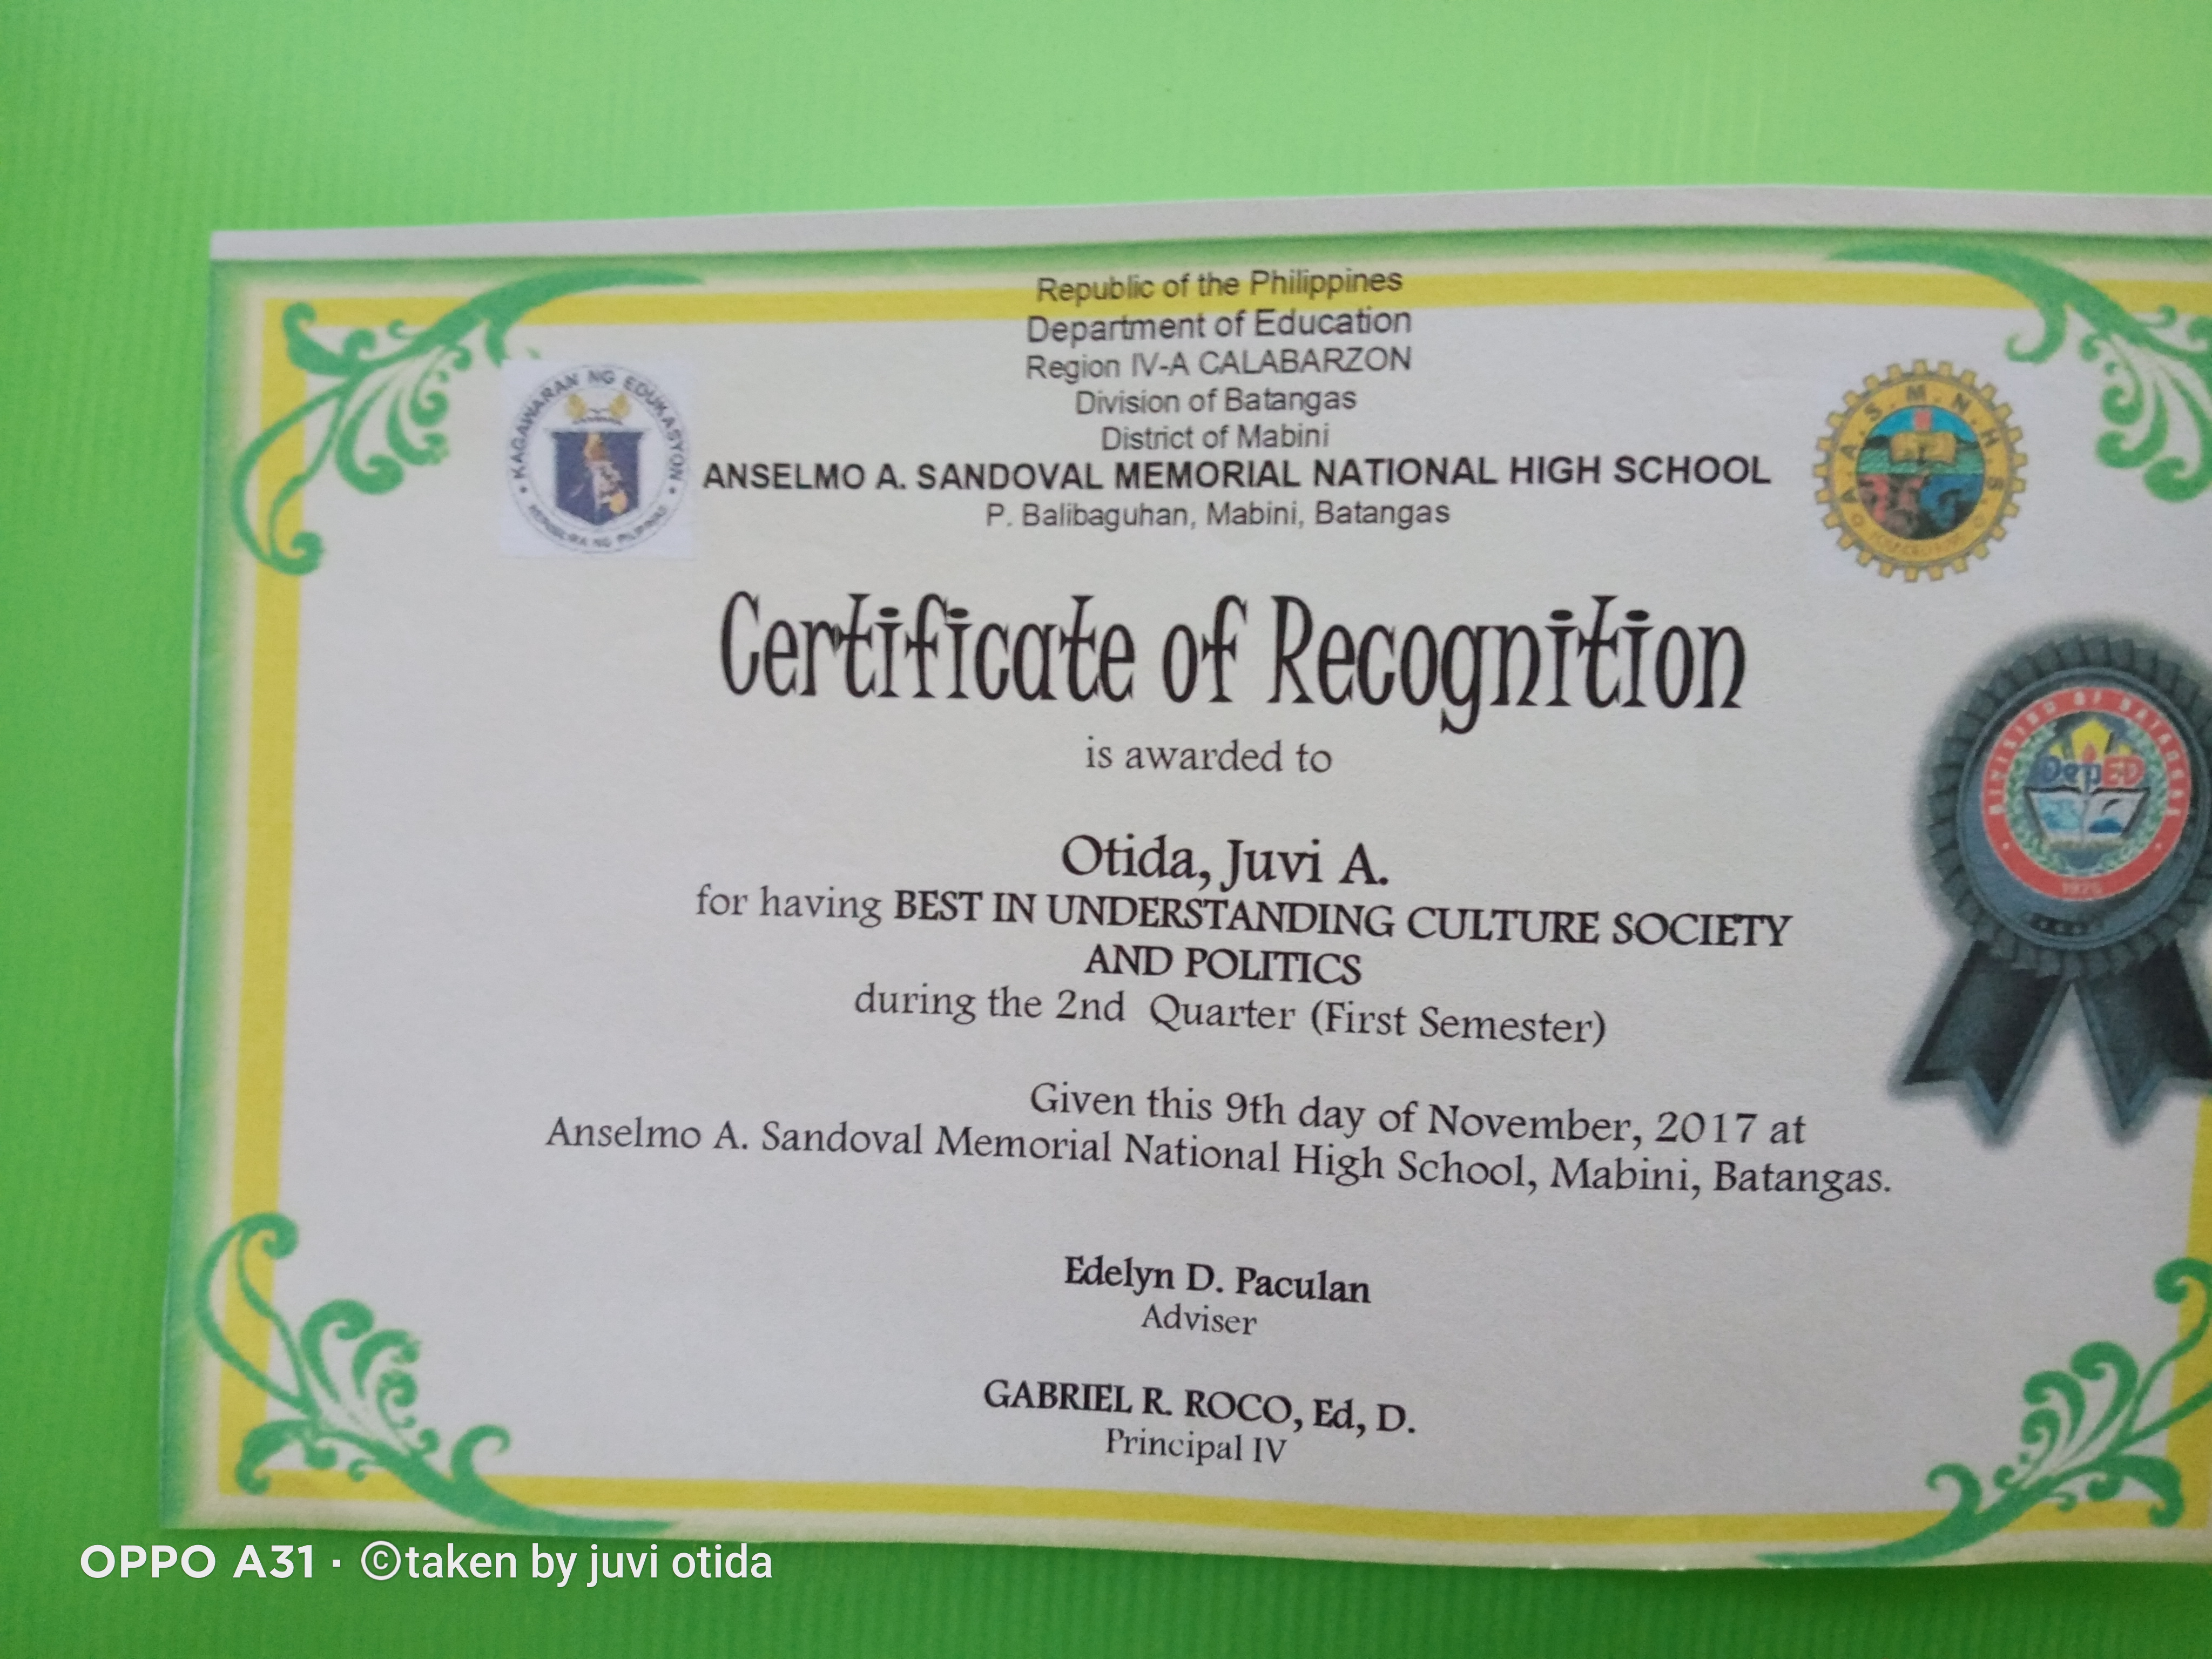 Republic of the Philippines
Department of Education
Region IV-A CALABARZON
Division of Batangas
District of Mabini
ANSELMO A. SANDOVAL MEMORIAL NATIONAL HIGH SCHOOL
P. Balibaguhan, Mabini, Batangas
KAGAWARAN NG EDUKASYON
REPUBLIKA NG PILIPINAS
A.A.S.M.N.H.S
Certificate of Recognition
is awarded to
Otida, Juvi A.
for having BEST IN UNDERSTANDING CULTURE SOCIETY
AND POLITICS
during the 2nd Quarter (First Semester)
DIVISION OF BATANGAS
DepED
Given this 9th day of November, 2017 at
Anselmo A. Sandoval Memorial National High School, Mabini, Batangas.
Edelyn D. Paculan
Adviser
GABRIEL R. ROCO, Ed, D.
Principal IV
OPPO A31 · ©taken by juvi otida